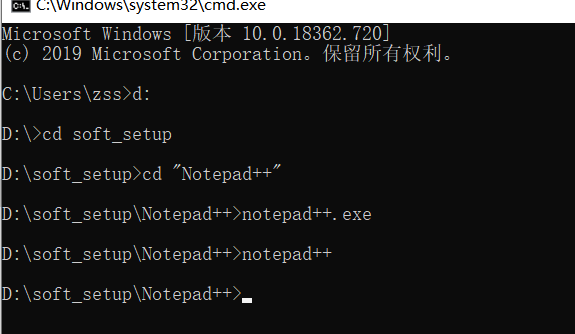 C:\Windows\system32\cmd.exe
Microsoft Windows [版本 10.0.18362.720]
(c) 2019 Microsoft Corporation。保留所有权利。
C:\Users\zss>d:
D:\>cd soft_setup
D:\soft_setup>cd "Notepad++"
D:\soft_setup\Notepad++>notepad++.exe
D:\soft_setup\Notepad++>notepad++
D:\soft_setup\Notepad++>